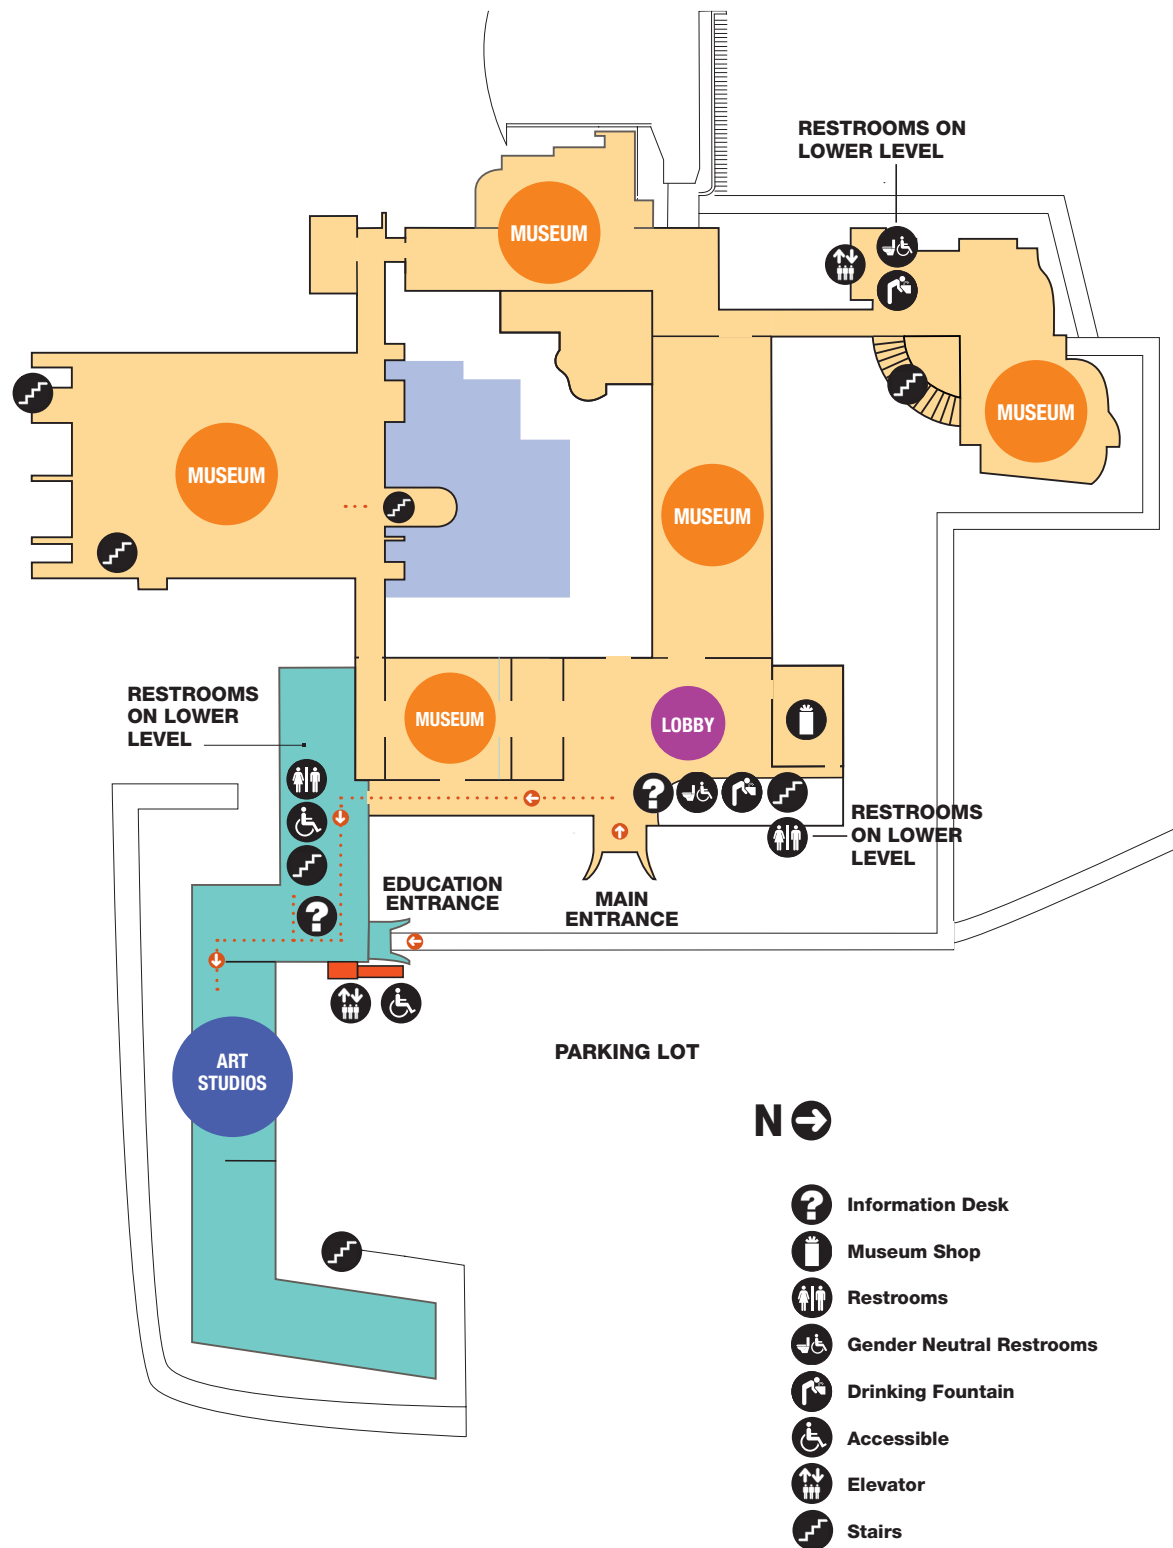 RESTROOMS ON
LOWER LEVEL
MUSEUM
MUSEUM
MUSEUM
MUSEUM
RESTROOMS
ON LOWER
LEVEL
MUSEUM
LOBBY
RESTROOMS
ON LOWER
LEVEL
EDUCATION
ENTRANCE
MAIN
ENTRANCE
ART
STUDIOS
PARKING LOT
N
Information Desk
Museum Shop
Restrooms
Gender Neutral Restrooms
Drinking Fountain
Accessible
Elevator
Stairs